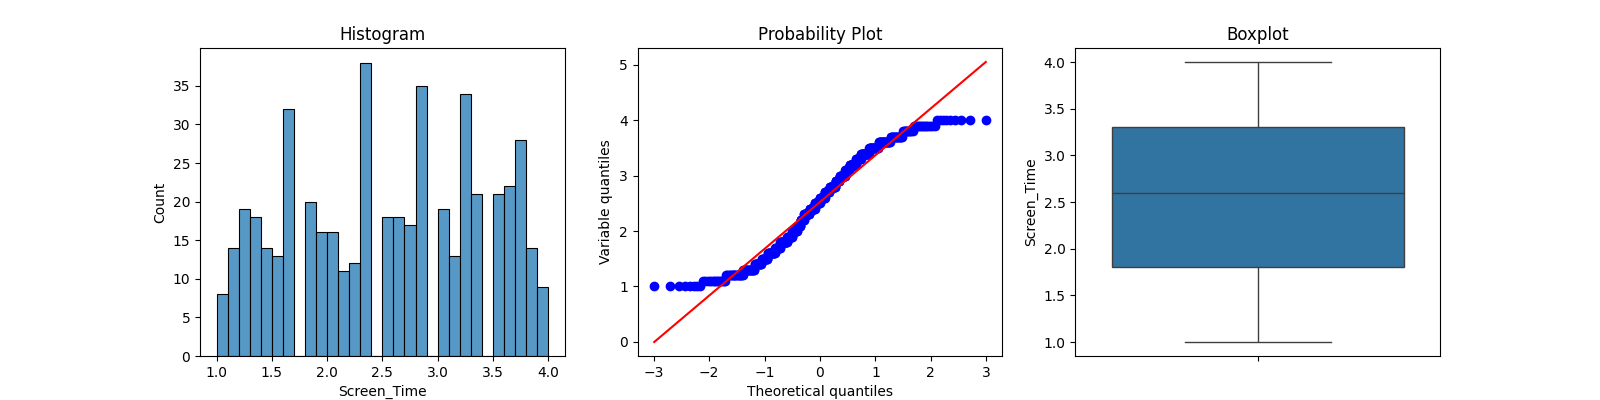 Histogram
Count
35
30
25
20
15
10
5
0
1.0 1.5 2.0 2.5 3.0 3.5 4.0
Screen_Time
Probability Plot
Variable quantiles
5
4
3
2
1
0
−3 −2 −1 0 1 2 3
Theoretical quantiles
Boxplot
Screen_Time
4.0
3.5
3.0
2.5
2.0
1.5
1.0